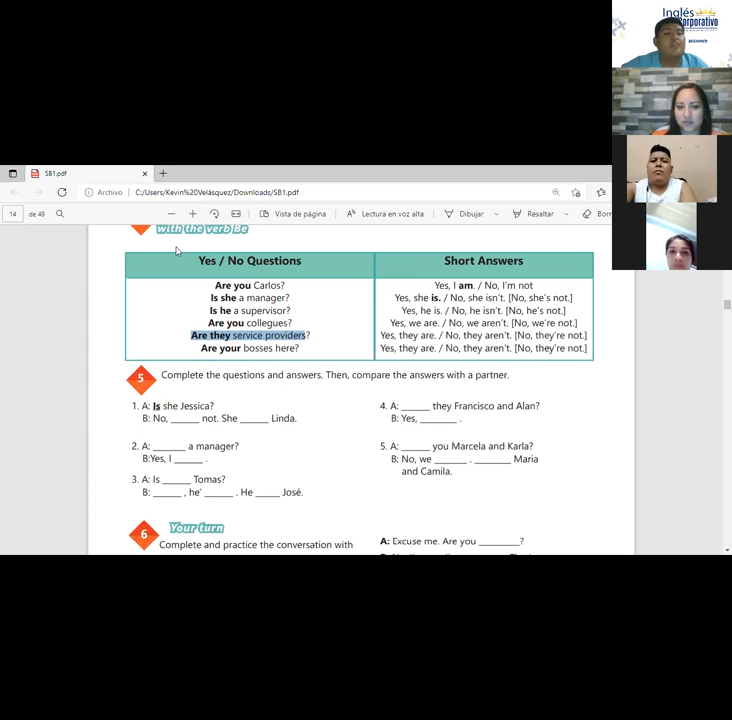 Inglés
Corporativo
BEGINNER
SB1.pdf
Archivo
C:/Users/Kevin%20Velásquez/Downloads/SB1.pdf
14
de 49
Vista de página
Lectura en voz alta
Dibujar
Resaltar
Borr
with the verb Be
Yes / No Questions
Short Answers
Are you Carlos?
Yes, I am. / No, I'm not
Is she a manager?
Yes, she is. / No, she isn't. [No, she's not.]
Is he a supervisor?
Yes, he is. / No, he isn't. [No, he's not.]
Are you collegues?
Yes, we are. / No, we aren't. [No, we're not.]
Are they service providers?
Yes, they are. / No, they aren't. [No, they're not.]
Are your bosses here?
Yes, they are. / No, they aren't. [No, they're not.]
5
Complete the questions and answers. Then, compare the answers with a partner.
1. A: Is she Jessica?
B: No, ______ not. She ______ Linda.
2. A: _______ a manager?
B:Yes, I ______ .
3. A: Is ______ Tomas?
B: ______ , he' ______ . He _____ José.
4. A: ______ they Francisco and Alan?
B: Yes, ________ .
5. A: ______ you Marcela and Karla?
B: No, we _______ . ________ Maria
and Camila.
6
Your turn
Complete and practice the conversation with
A: Excuse me. Are you _________?